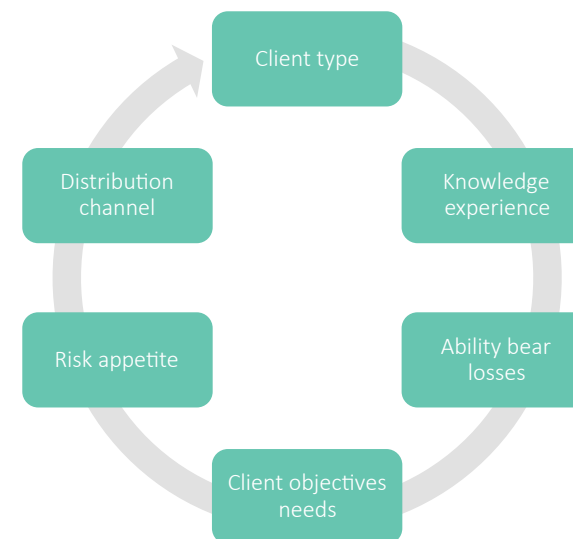 Client type
Knowledge
experience
Ability bear
losses
Client objectives
needs
Risk appetite
Distribution
channel